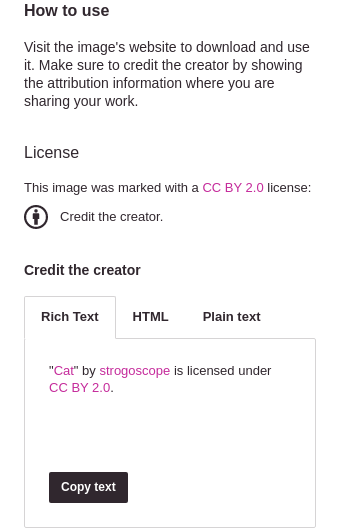 How to use
Visit the image's website to download and use
it. Make sure to credit the creator by showing
the attribution information where you are
sharing your work.
License
This image was marked with a CC BY 2.0 license:
Credit the creator.
Credit the creator
Rich Text HTML Plain text
"Cat" by strogoscope is licensed under
CC BY 2.0.
Copy text